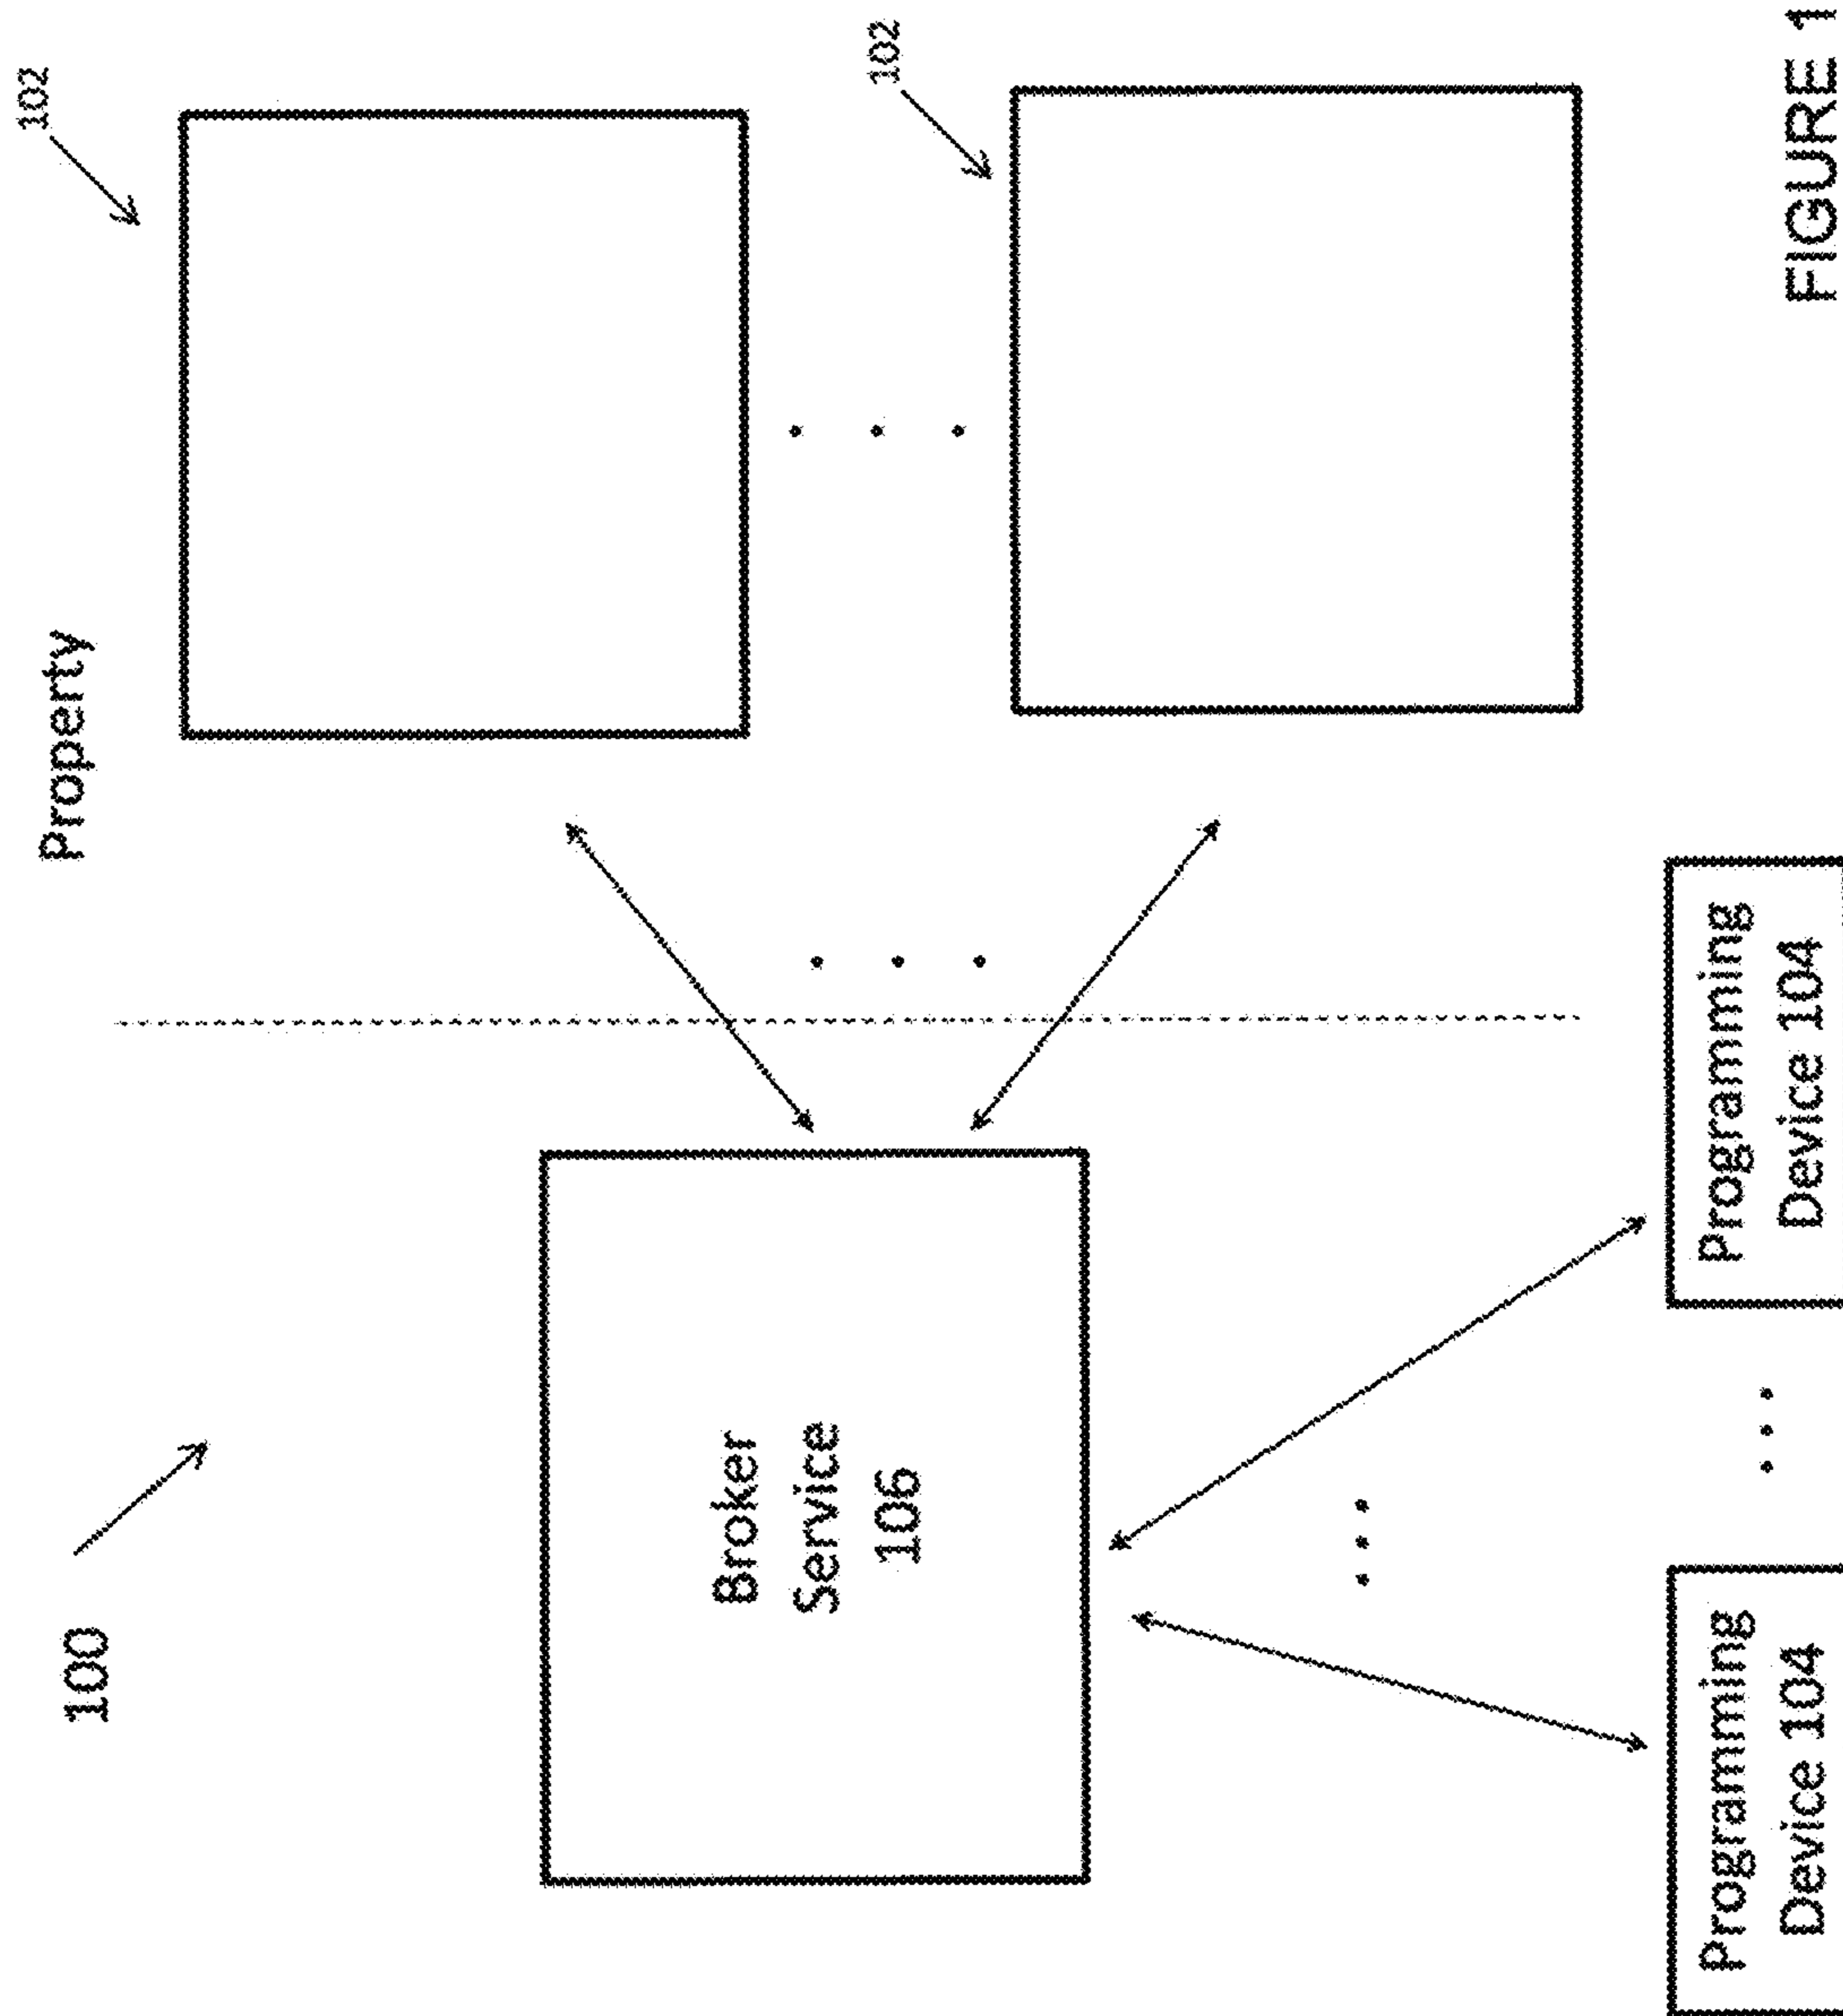 100
Property
102
102
Broker
Service
106
Programming
Device 104
Programming
Device 104
FIGURE 1